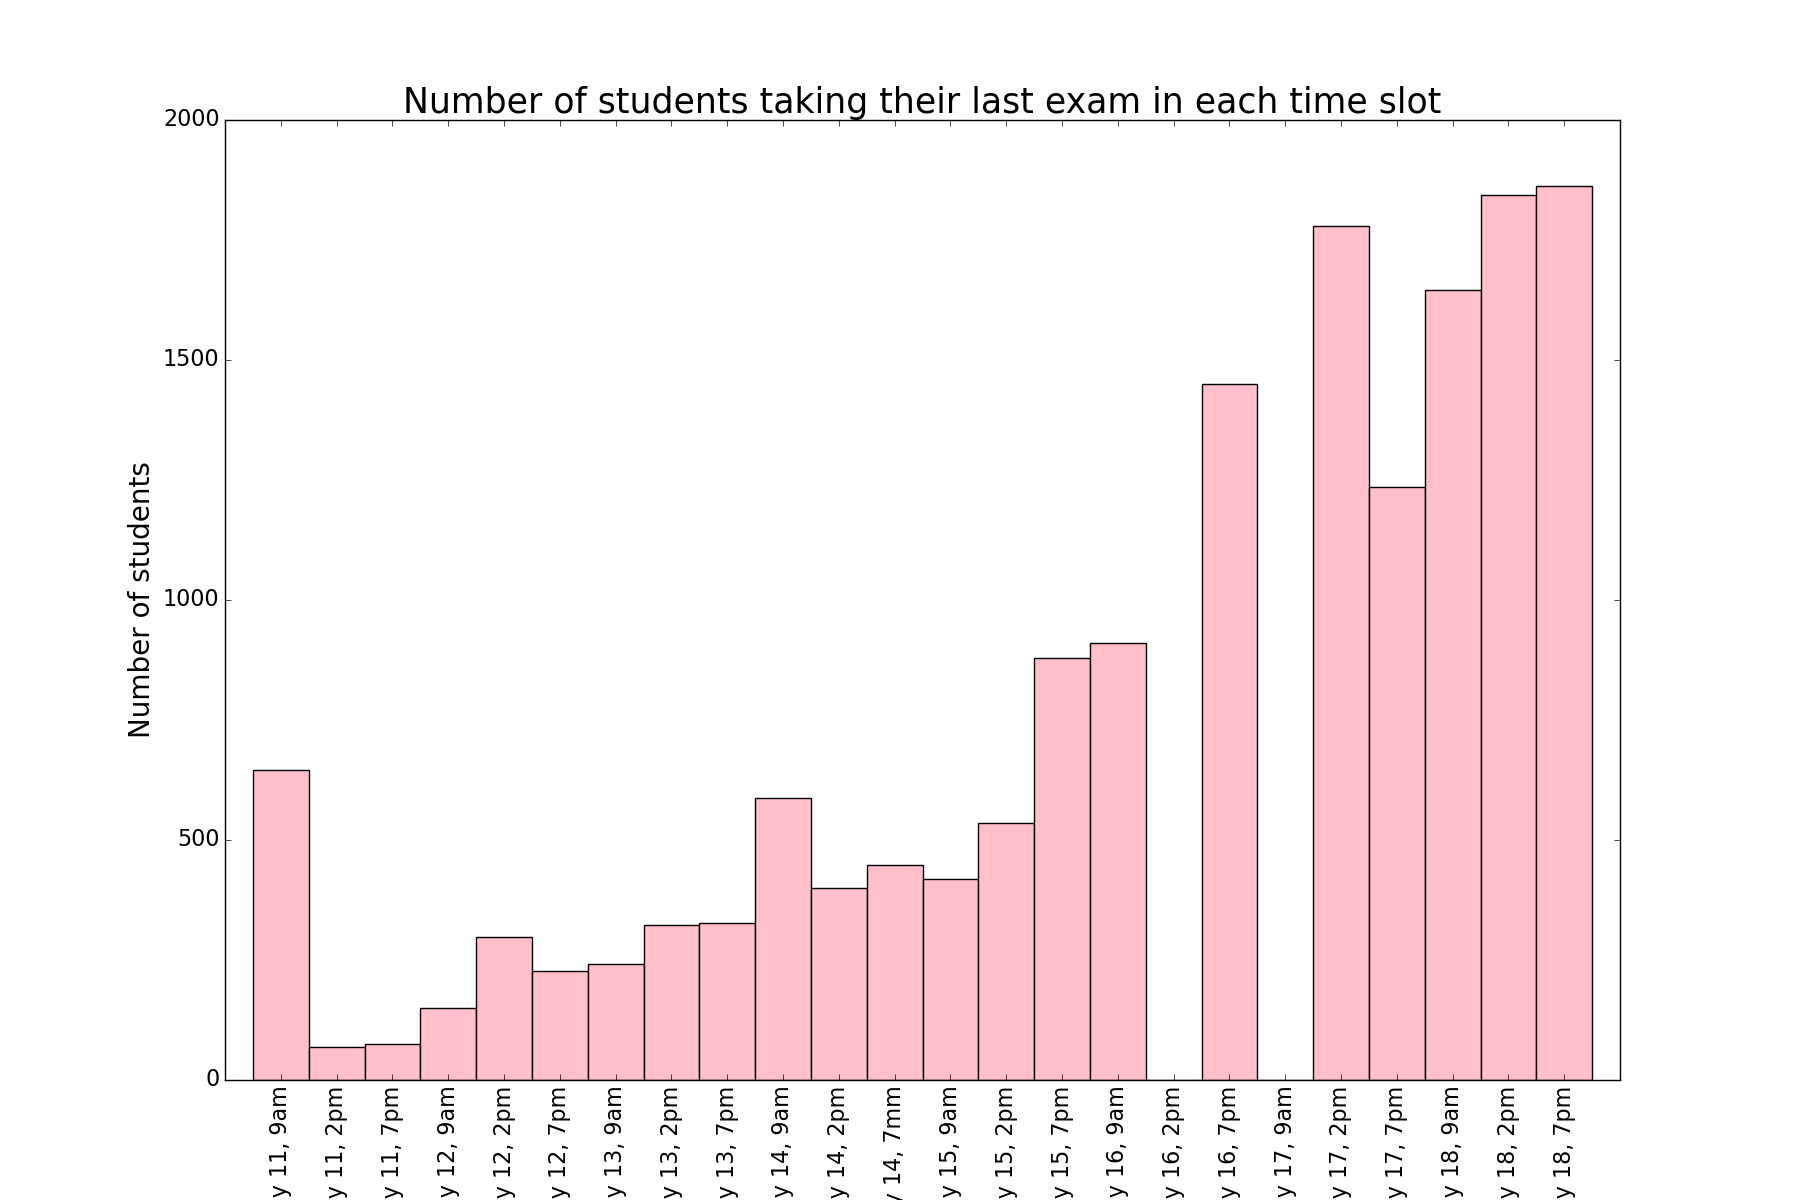 Number of students taking their last exam in each time slot
2000
1500
1000
500
0
Number of students
y 11, 9am
y 11, 2pm
y 11, 7pm
y 12, 9am
y 12, 2pm
y 12, 7pm
y 13, 9am
y 13, 2pm
y 13, 7pm
y 14, 9am
y 14, 2pm
y 14, 7mm
y 15, 9am
y 15, 2pm
y 15, 7pm
y 16, 9am
y 16, 2pm
y 16, 7pm
y 17, 9am
y 17, 2pm
y 17, 7pm
y 18, 9am
y 18, 2pm
y 18, 7pm